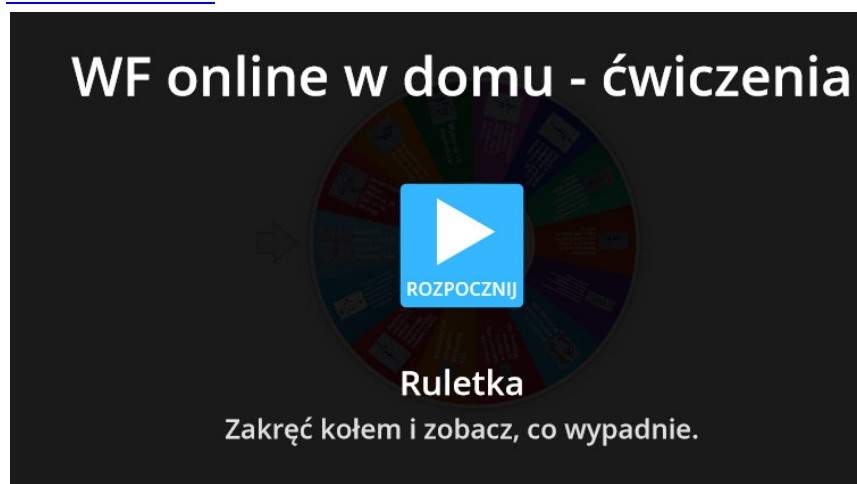 WF online w domu - ćwiczenia
ROZPOCZNIJ
Ruletka
Zakręć kołem i zobacz, co wypadnie.